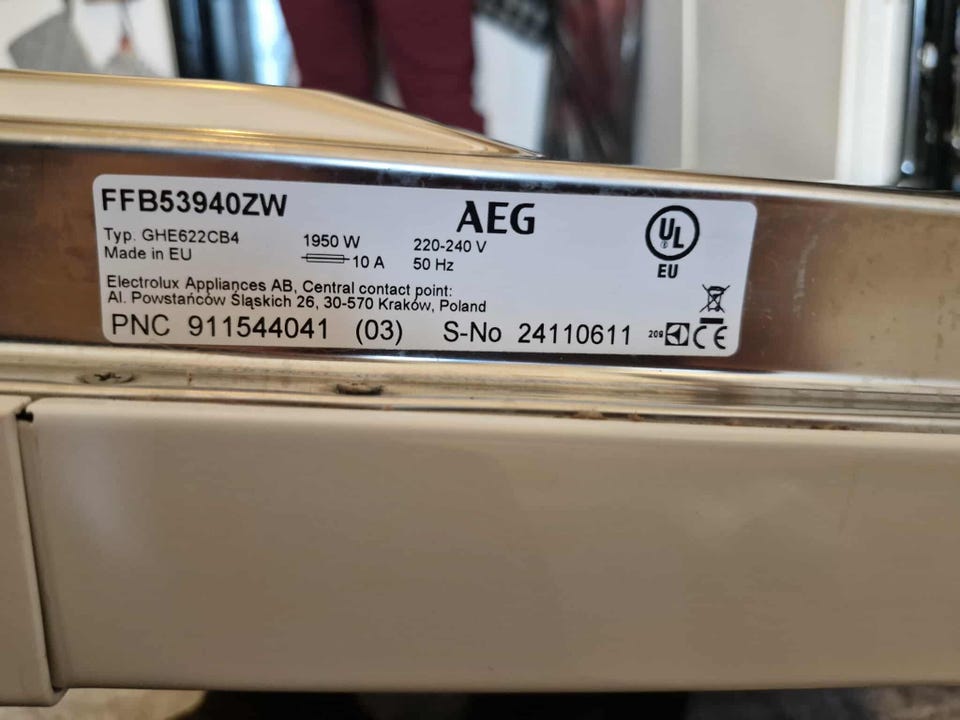 FFB53940ZW
AEG
UL
EU
Typ. GHE622CB4
Made in EU
1950 W
10 A
220-240 V
50 Hz
Electrolux Appliances AB, Central contact point:
Al. Powstańców Śląskich 26, 30-570 Kraków, Poland
PNC 911544041 (03) S-No 24110611 209 CE